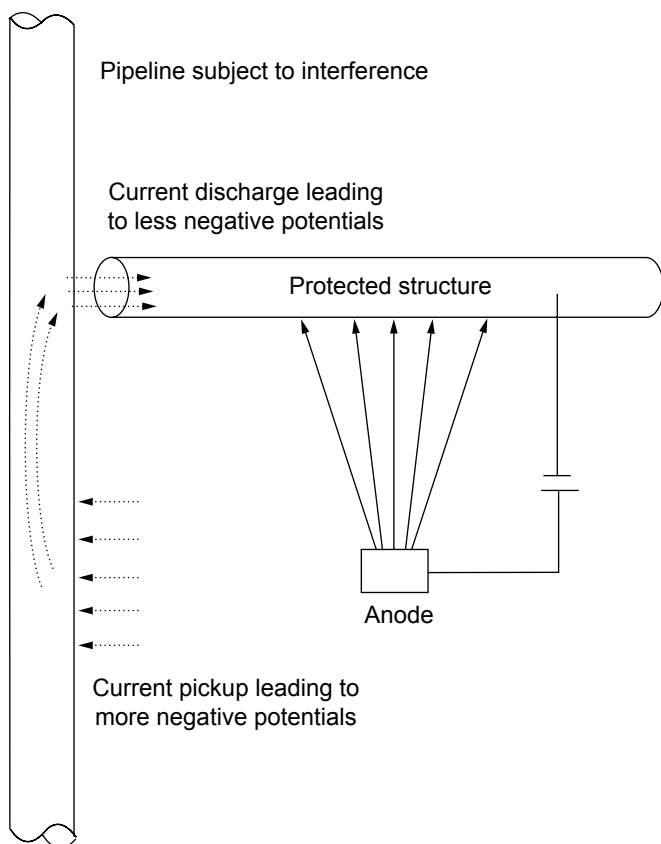 Pipeline subject to interference
Current discharge leading
to less negative potentials
Protected structure
Anode
Current pickup leading to
more negative potentials